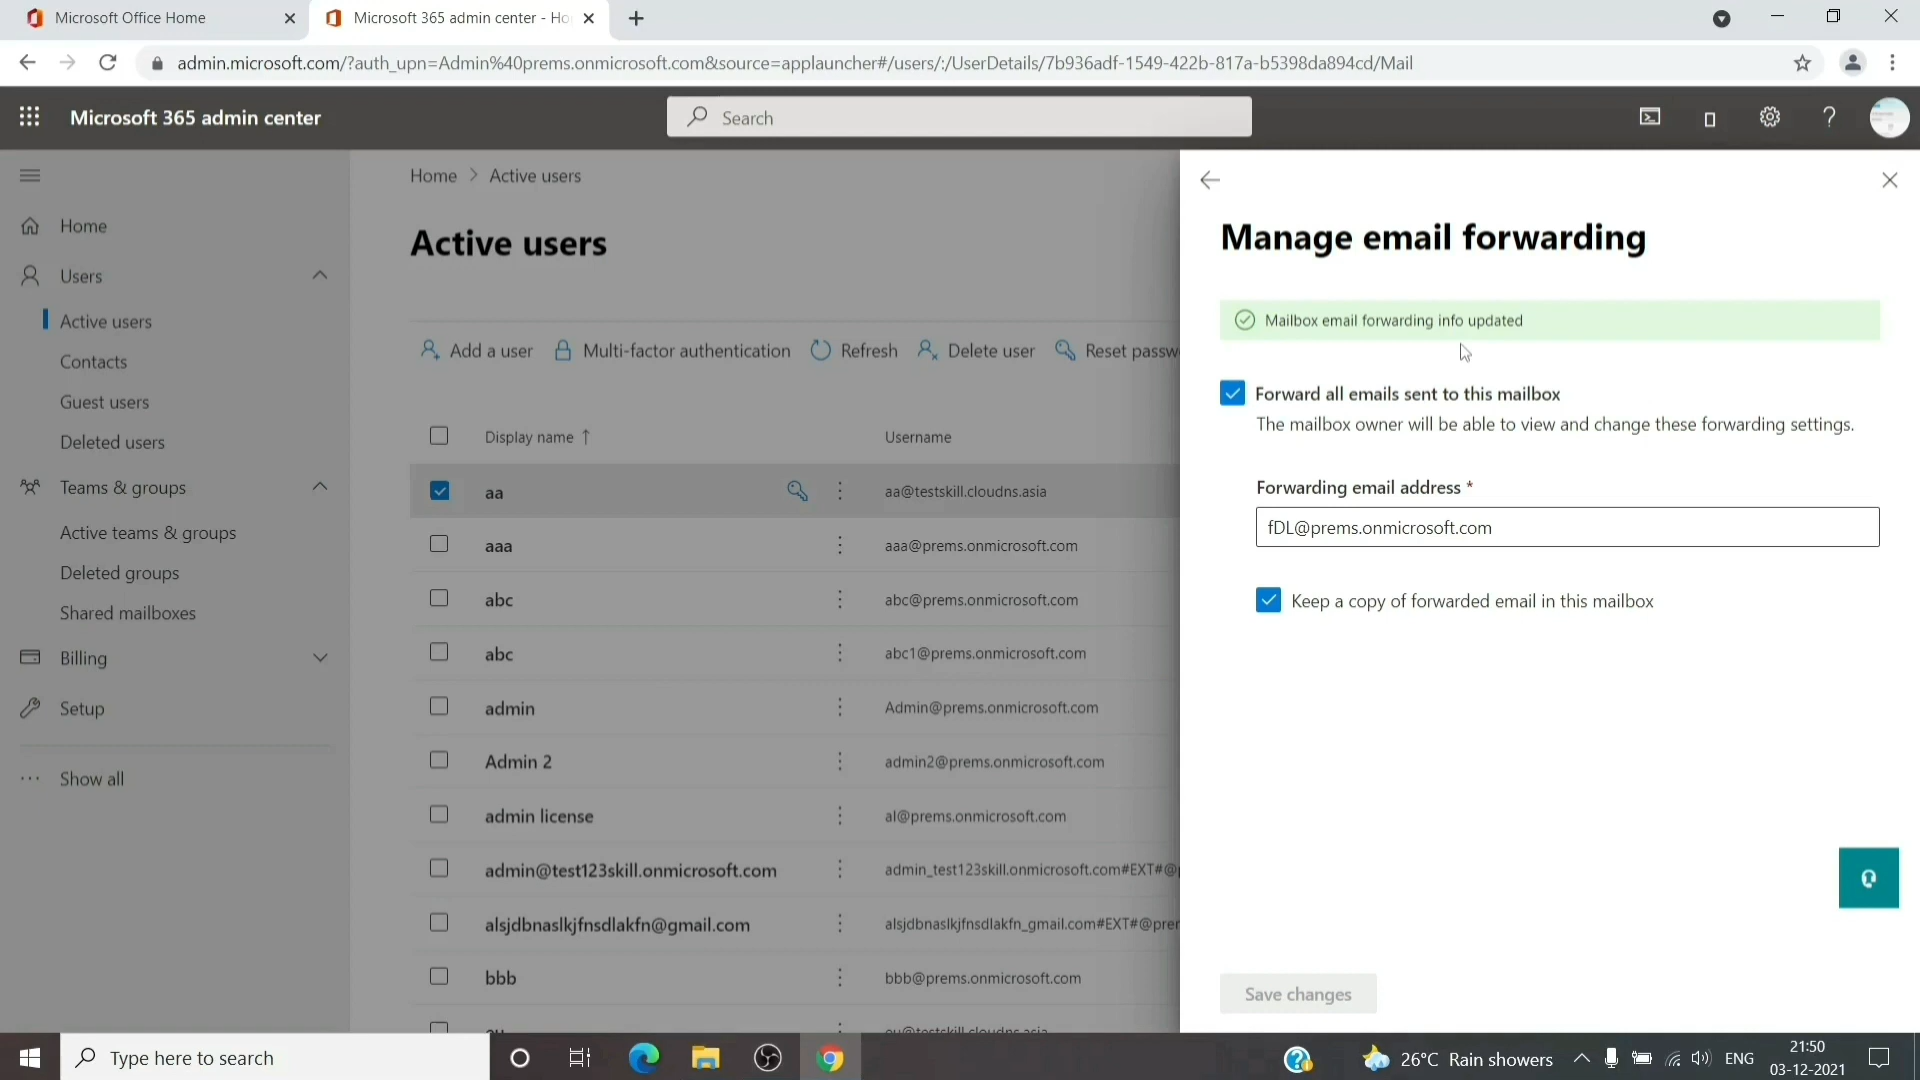 Microsoft Office Home
Microsoft 365 admin center - Ho
admin.microsoft.com/?auth_upn=Admin%40prems.onmicrosoft.com&source=applauncher#/users/:/UserDetails/7b936adf-1549-422b-817a-b5398da894cd/Mail
Microsoft 365 admin center
Search
Home
Users
Active users
Contacts
Guest users
Deleted users
Teams & groups
Active teams & groups
Deleted groups
Shared mailboxes
Billing
Setup
Show all
Home > Active users
Active users
Add a user Multi-factor authentication Refresh Delete user Reset passw
Display name ↑ Username
aa aa@testskill.cloudns.asia
aaa aaa@prems.onmicrosoft.com
abc abc@prems.onmicrosoft.com
abc abc1@prems.onmicrosoft.com
admin Admin@prems.onmicrosoft.com
Admin 2 admin2@prems.onmicrosoft.com
admin license al@prems.onmicrosoft.com
admin@test123skill.onmicrosoft.com admin_test123skill.onmicrosoft.com#EXT#@p
alsjdbnaslkjfnsdlakfn@gmail.com alsjdbnaslkjfnsdlakfn_gmail.com#EXT#@prer
bbb bbb@prems.onmicrosoft.com
Manage email forwarding
Mailbox email forwarding info updated
Forward all emails sent to this mailbox
The mailbox owner will be able to view and change these forwarding settings.
Forwarding email address *
fDL@prems.onmicrosoft.com
Keep a copy of forwarded email in this mailbox
Save changes
Type here to search
26°C Rain showers
ENG
21:50
03-12-2021